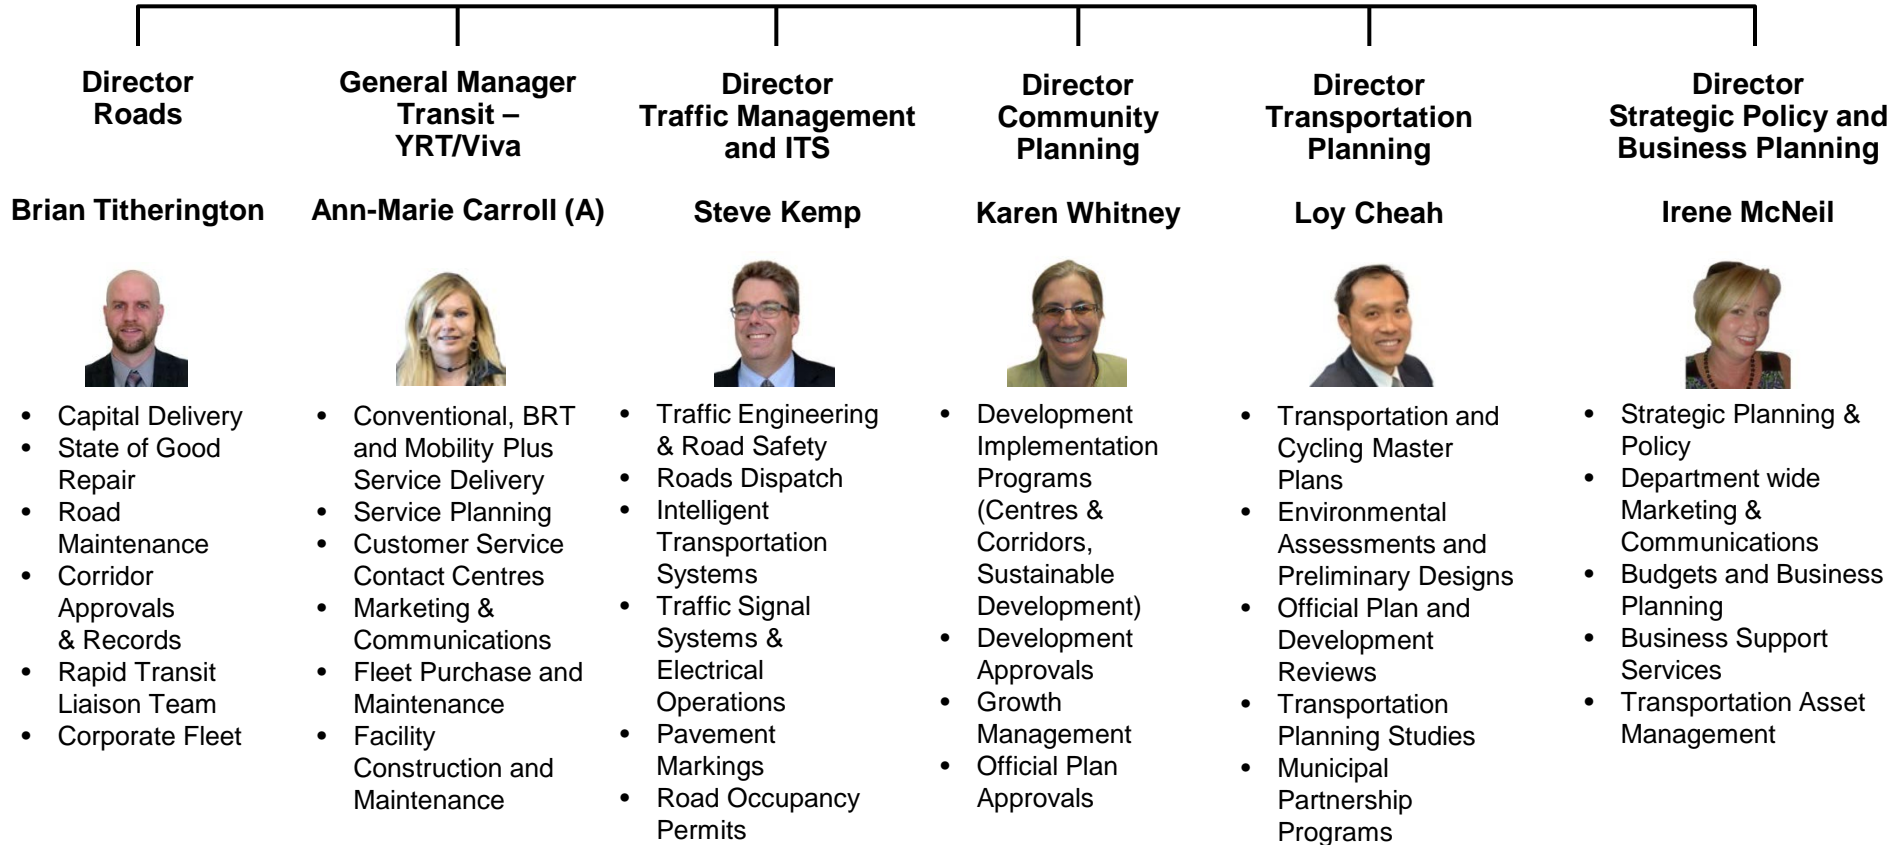 Director
Roads
Brian Titherington
• Capital Delivery
• State of Good
Repair
• Road
Maintenance
• Corridor
Approvals
& Records
• Rapid Transit
Liaison Team
• Corporate Fleet
General Manager
Transit –
YRT/Viva
Ann-Marie Carroll (A)
• Conventional, BRT
and Mobility Plus
Service Delivery
• Service Planning
• Customer Service
Contact Centres
• Marketing &
Communications
• Fleet Purchase and
Maintenance
• Facility
Construction and
Maintenance
Director
Traffic Management
and ITS
Steve Kemp
• Traffic Engineering
& Road Safety
• Roads Dispatch
• Intelligent
Transportation
Systems
• Traffic Signal
Systems &
Electrical
Operations
• Pavement
Markings
• Road Occupancy
Permits
Director
Community
Planning
Karen Whitney
• Development
Implementation
Programs
(Centres &
Corridors,
Sustainable
Development)
• Development
Approvals
• Growth
Management
• Official Plan
Approvals
Director
Transportation
Planning
Loy Cheah
• Transportation and
Cycling Master
Plans
• Environmental
Assessments and
Preliminary Designs
• Official Plan and
Development
Reviews
• Transportation
Planning Studies
• Municipal
Partnership
Programs
Director
Strategic Policy and
Business Planning
Irene McNeil
• Strategic Planning &
Policy
• Department wide
Marketing &
Communications
• Budgets and Business
Planning
• Business Support
Services
• Transportation Asset
Management